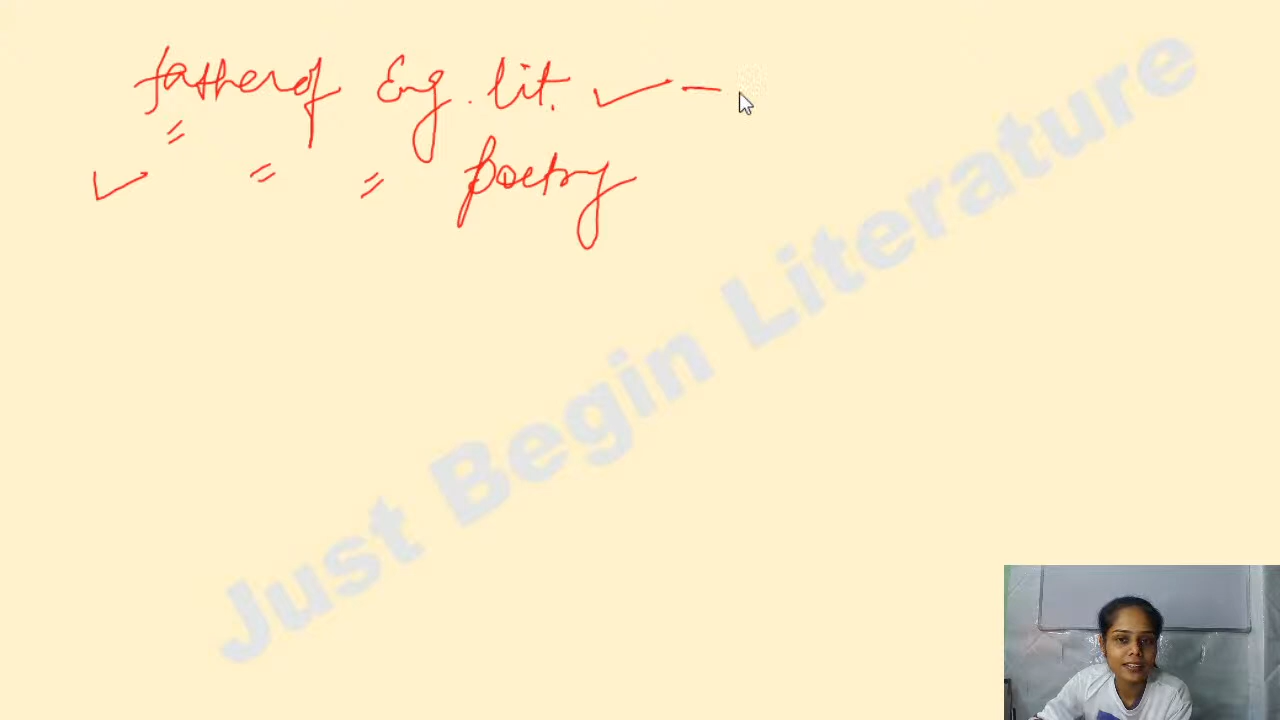 father of Eng. lit. ✓ –
✓ " " " Poetry
Just Begin Literature